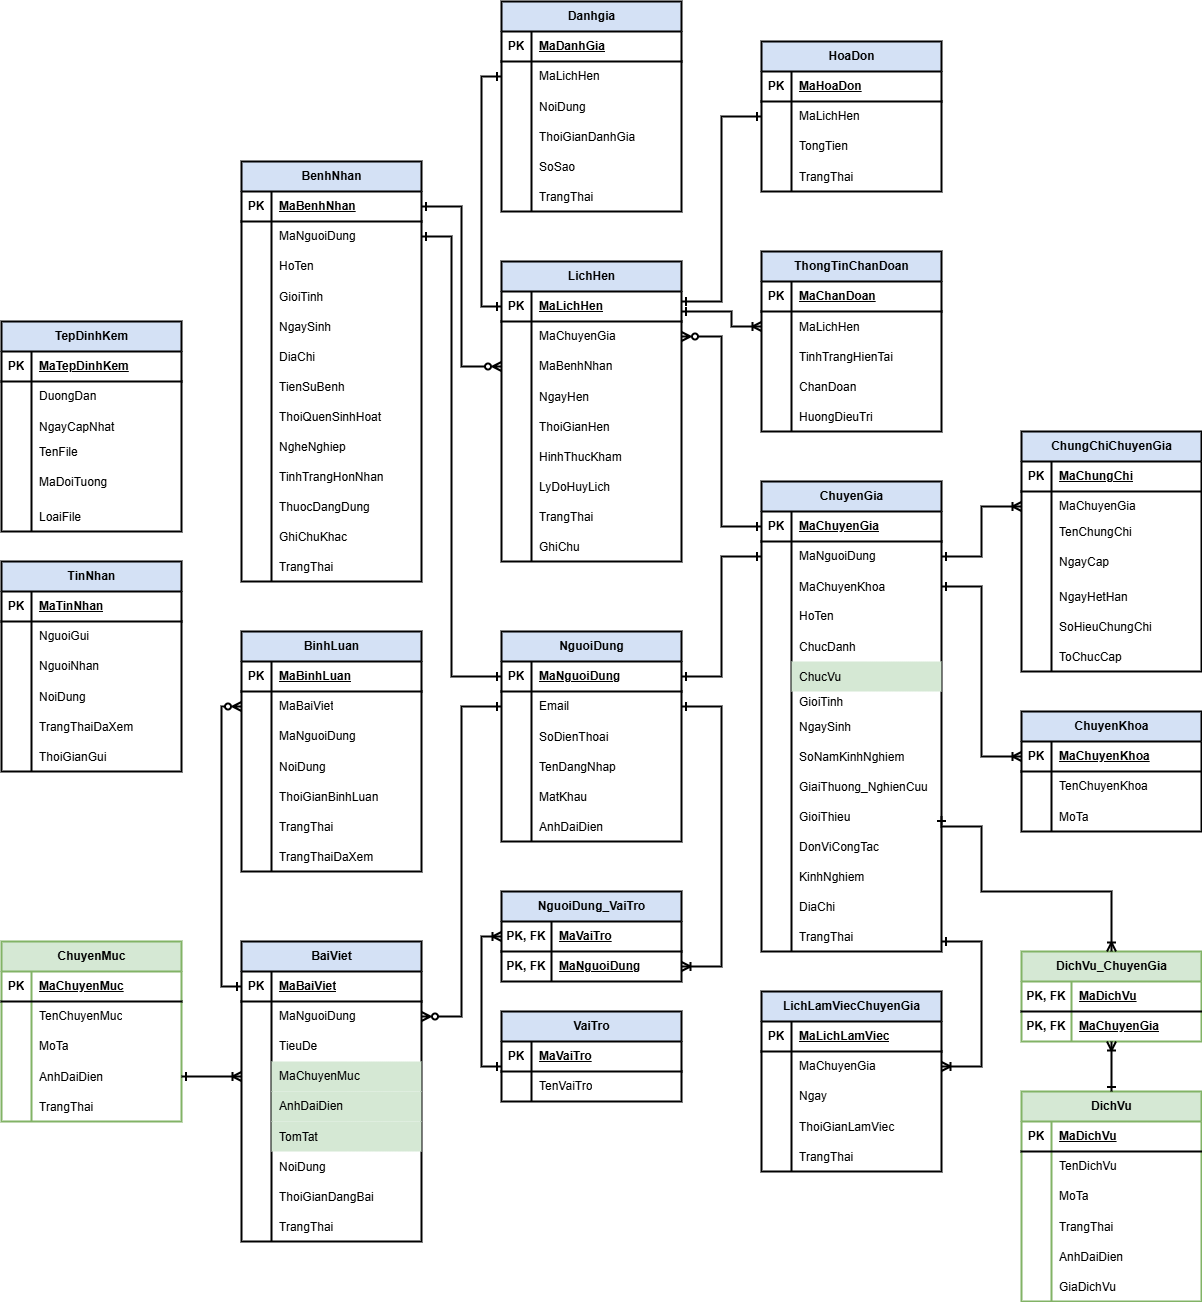 Danhgia
PK MaDanhGia
MaLichHen
NoiDung
ThoiGianDanhGia
SoSao
TrangThai
HoaDon
PK MaHoaDon
MaLichHen
TongTien
TrangThai
BenhNhan
PK MaBenhNhan
MaNguoiDung
HoTen
GioiTinh
NgaySinh
DiaChi
TienSuBenh
ThoiQuenSinhHoat
NgheNghiep
TinhTrangHonNhan
ThuocDangDung
GhiChuKhac
TrangThai
LichHen
PK MaLichHen
MaChuyenGia
MaBenhNhan
NgayHen
ThoiGianHen
HinhThucKham
LyDoHuyLich
TrangThai
GhiChu
ThongTinChanDoan
PK MaChanDoan
MaLichHen
TinhTrangHienTai
ChanDoan
HuongDieuTri
TepDinhKem
PK MaTepDinhKem
DuongDan
NgayCapNhat
TenFile
MaDoiTuong
LoaiFile
ChungChiChuyenGia
PK MaChungChi
MaChuyenGia
TenChungChi
NgayCap
NgayHetHan
SoHieuChungChi
ToChucCap
ChuyenGia
PK MaChuyenGia
MaNguoiDung
MaChuyenKhoa
HoTen
ChucDanh
ChucVu
GioiTinh
NgaySinh
SoNamKinhNghiem
GiaiThuong_NghienCuu
GioiThieu
DonViCongTac
KinhNghiem
DiaChi
TrangThai
TinNhan
PK MaTinNhan
NguoiGui
NguoiNhan
NoiDung
TrangThaiDaXem
ThoiGianGui
BinhLuan
PK MaBinhLuan
MaBaiViet
MaNguoiDung
NoiDung
ThoiGianBinhLuan
TrangThai
TrangThaiDaXem
NguoiDung
PK MaNguoiDung
Email
SoDienThoai
TenDangNhap
MatKhau
AnhDaiDien
ChuyenKhoa
PK MaChuyenKhoa
TenChuyenKhoa
MoTa
NguoiDung_VaiTro
PK, FK MaVaiTro
PK, FK MaNguoiDung
ChuyenMuc
PK MaChuyenMuc
TenChuyenMuc
MoTa
AnhDaiDien
TrangThai
BaiViet
PK MaBaiViet
MaNguoiDung
TieuDe
MaChuyenMuc
AnhDaiDien
TomTat
NoiDung
ThoiGianDangBai
TrangThai
VaiTro
PK MaVaiTro
TenVaiTro
LichLamViecChuyenGia
PK MaLichLamViec
MaChuyenGia
Ngay
ThoiGianLamViec
TrangThai
DichVu_ChuyenGia
PK, FK MaDichVu
PK, FK MaChuyenGia
DichVu
PK MaDichVu
TenDichVu
MoTa
TrangThai
AnhDaiDien
GiaDichVu